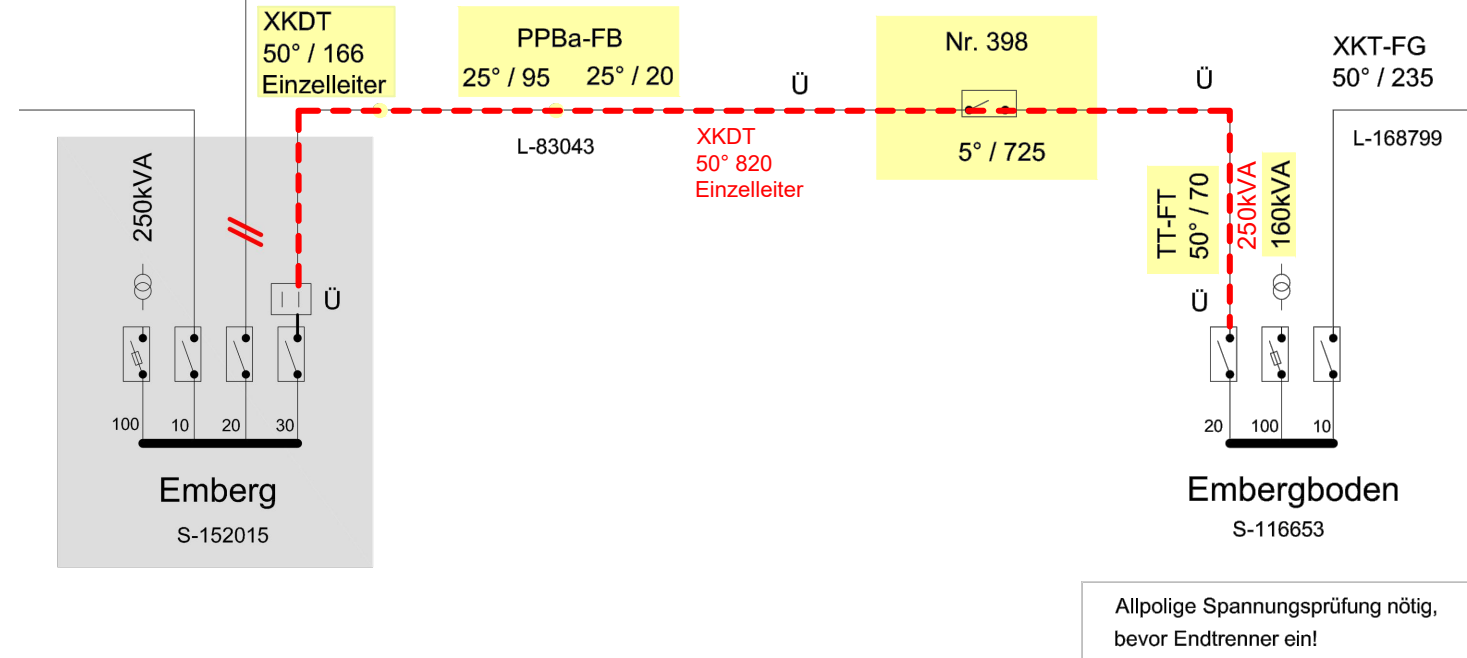 XKDT
50° / 166
Einzelleiter
PPBa-FB
25° / 95 25° / 20
Ü
Nr. 398
Ü
XKT-FG
50° / 235
L-83043
XKDT
50° 820
Einzelleiter
5° / 725
L-168799
250kVA
TT-FT
50° / 70
250kVA
160kVA
Ü
Ü
100
10
20
30
20
100
10
Emberg
S-152015
Embergboden
S-116653
Allpolige Spannungsprüfung nötig,
bevor Endtrenner ein!